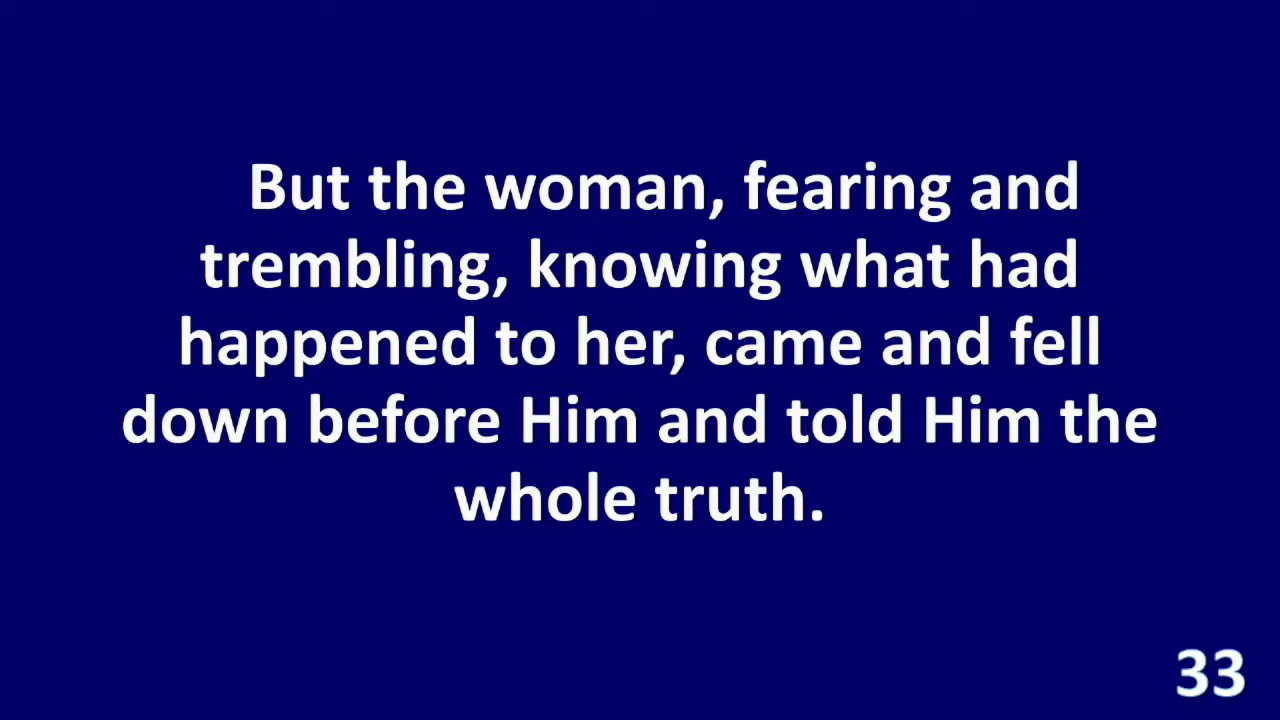 But the woman, fearing and
trembling, knowing what had
happened to her, came and fell
down before Him and told Him the
whole truth.
33